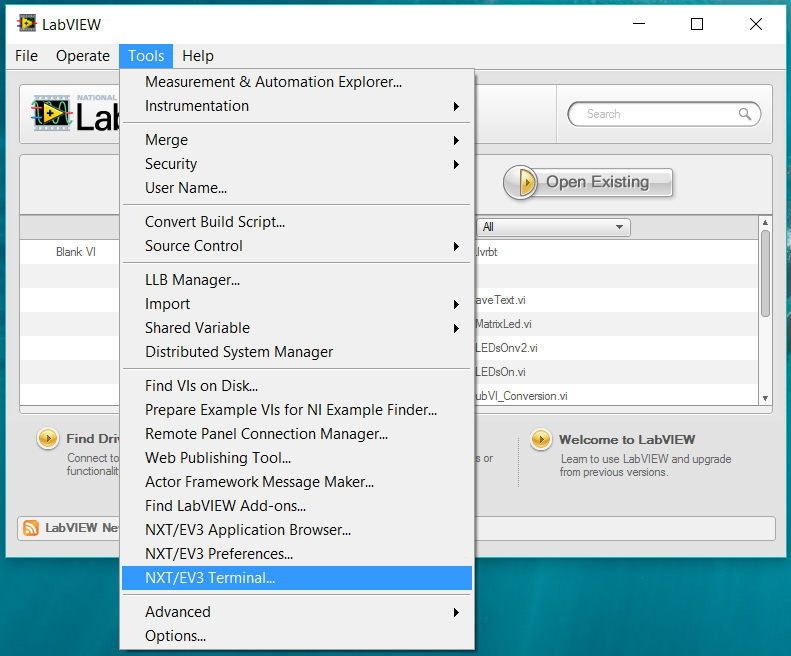 LabVIEW
File Operate Tools Help
Measurement & Automation Explorer...
Instrumentation
Merge
Security
User Name...
Convert Build Script...
Source Control
LLB Manager...
Import
Shared Variable
Distributed System Manager
Find VIs on Disk...
Prepare Example VIs for NI Example Finder...
Remote Panel Connection Manager...
Web Publishing Tool...
Actor Framework Message Maker...
Find LabVIEW Add-ons...
NXT/EV3 Application Browser...
NXT/EV3 Preferences...
NXT/EV3 Terminal...
Advanced
Options...
NATIONAL
Lab
Search
Open Existing
All
Blank VI
lvrbt
aveText.vi
MatrixLed.vi
LEDsOnv2.vi
LEDsOn.vi
ubVI_Conversion.vi
Find Driv
Connect to
functionalit
s or
Welcome to LabVIEW
Learn to use LabVIEW and upgrade
from previous versions.
LabVIEW Ne